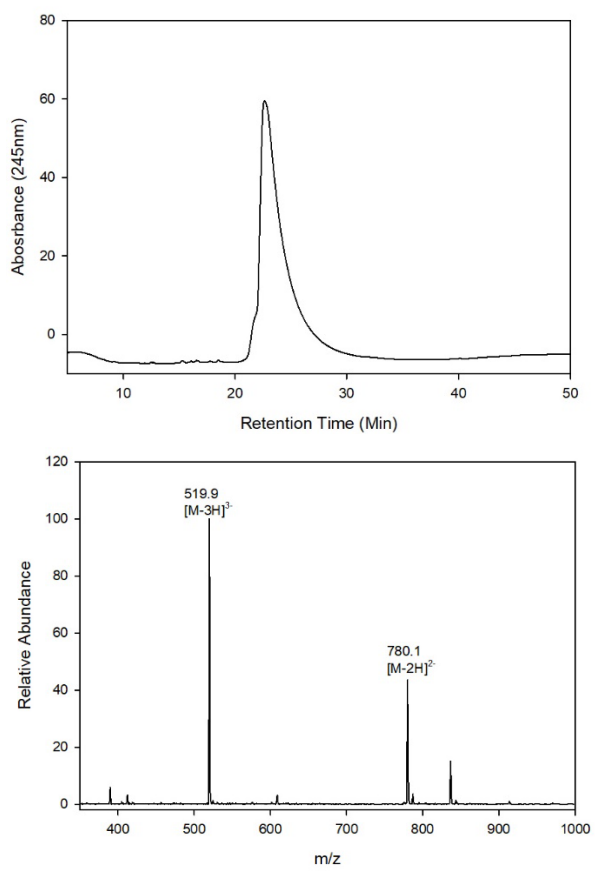 80
60
40
20
0
Abosrbance (245nm)
10 20 30 40 50
Retention Time (Min)
120
100
80
60
40
20
0
Relative Abundance
519.9
[M-3H]3-
780.1
[M-2H]2-
400 500 600 700 800 900 1000
m/z